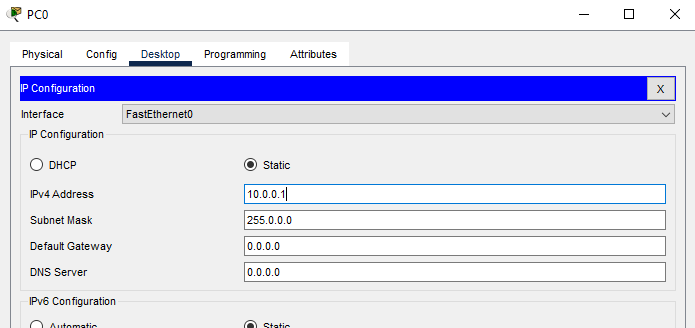 PC0
Physical Config Desktop Programming Attributes
IP Configuration X
Interface FastEthernet0
IP Configuration
DHCP Static
IPv4 Address 10.0.0.1
Subnet Mask 255.0.0.0
Default Gateway 0.0.0.0
DNS Server 0.0.0.0
IPv6 Configuration
Automatic Static